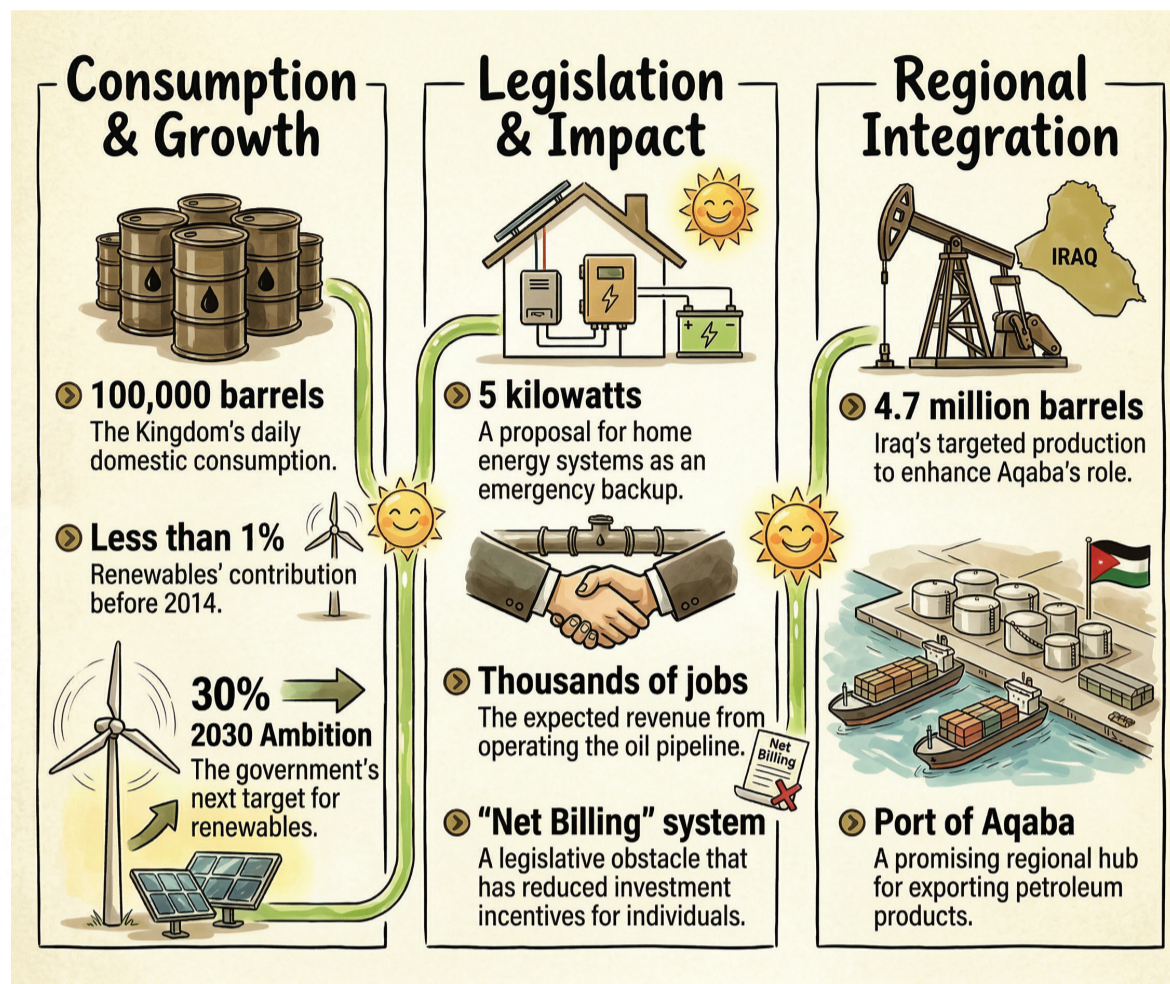 Consumption
& Growth
100,000 barrels
The Kingdom's daily
domestic consumption.
Less than 1%
Renewables' contribution
before 2014.
30%
2030 Ambition
The government's
next target for
renewables.
Legislation
& Impact
5 kilowatts
A proposal for home
energy systems as an
emergency backup.
Thousands of jobs
The expected revenue from
operating the oil pipeline.
Net
Billing
"Net Billing" system
A legislative obstacle that
has reduced investment
incentives for individuals.
Regional
Integration
IRAQ
4.7 million barrels
Iraq's targeted production
to enhance Aqaba's role.
Port of Aqaba
A promising regional hub
for exporting petroleum
products.